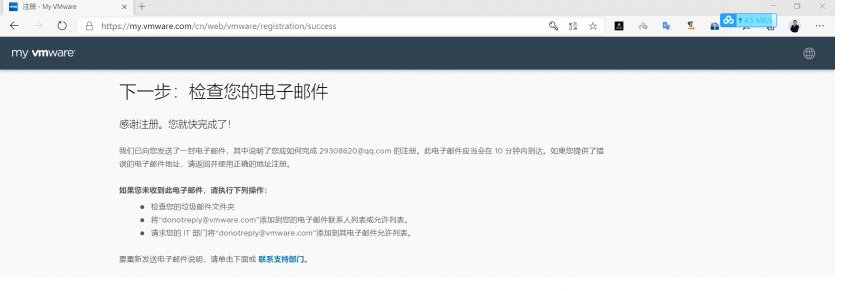 注册 - My VMware
https://my.vmware.com/cn/web/vmware/registration/success
4.5 MB/s
my vmware
下一步：检查您的电子邮件
感谢注册。您就快完成了！
我们已向您发送了一封电子邮件，其中说明了您应如何完成 29308620@qq.com 的注册。此电子邮件应当会在 10 分钟内到达。如果您提供了错
误的电子邮件地址，请返回并使用正确的地址注册。
如果您未收到此电子邮件，请执行下列操作：
检查您的垃圾邮件文件夹
将“donotreply@vmware.com”添加到您的电子邮件联系人列表或允许列表。
请求您的 IT 部门将“donotreply@vmware.com”添加到其电子邮件允许列表。
要重新发送电子邮件说明，请单击下面或 联系支持部门。